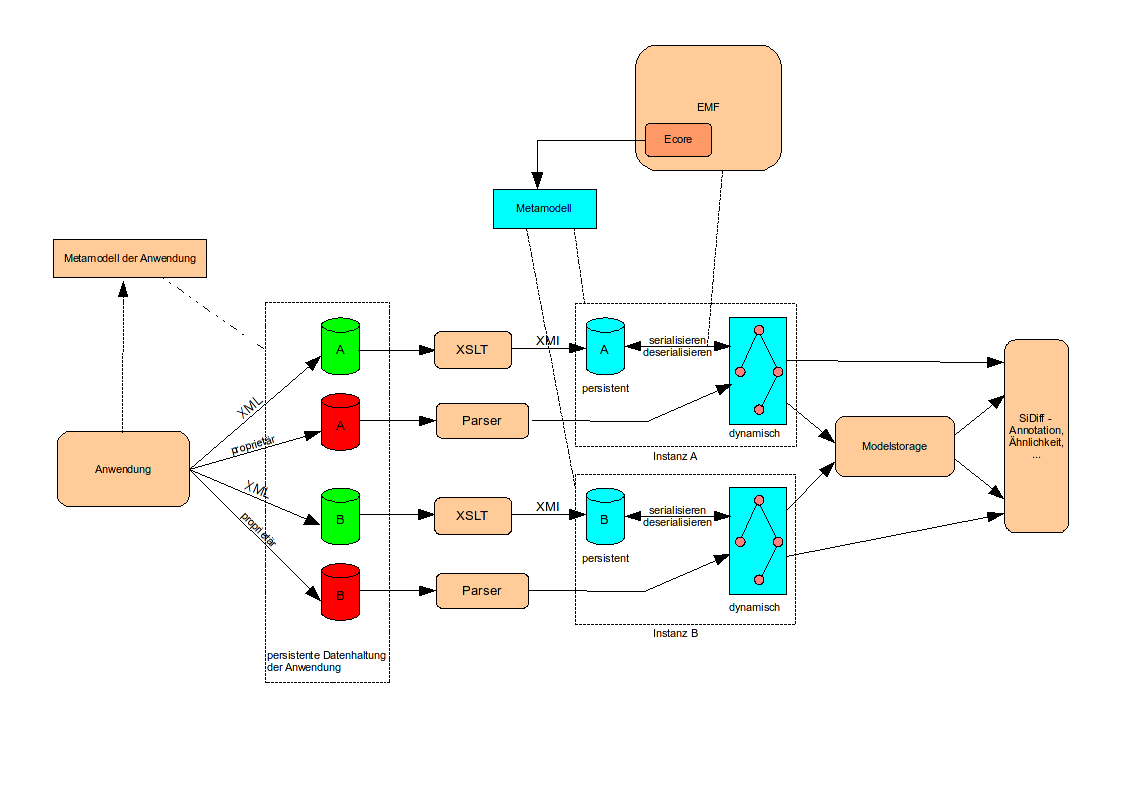 EMF
Ecore
Metamodell
Metamodell der Anwendung
Anwendung
XML
proprietär
XML
proprietär
A
A
B
B
persistente Datenhaltung
der Anwendung
XSLT
Parser
XSLT
Parser
XMI
XMI
A
persistent
serialisieren
deserialisieren
dynamisch
Instanz A
B
persistent
serialisieren
deserialisieren
dynamisch
Instanz B
Modelstorage
SiDiff -
Annotation,
Ähnlichkeit,
...